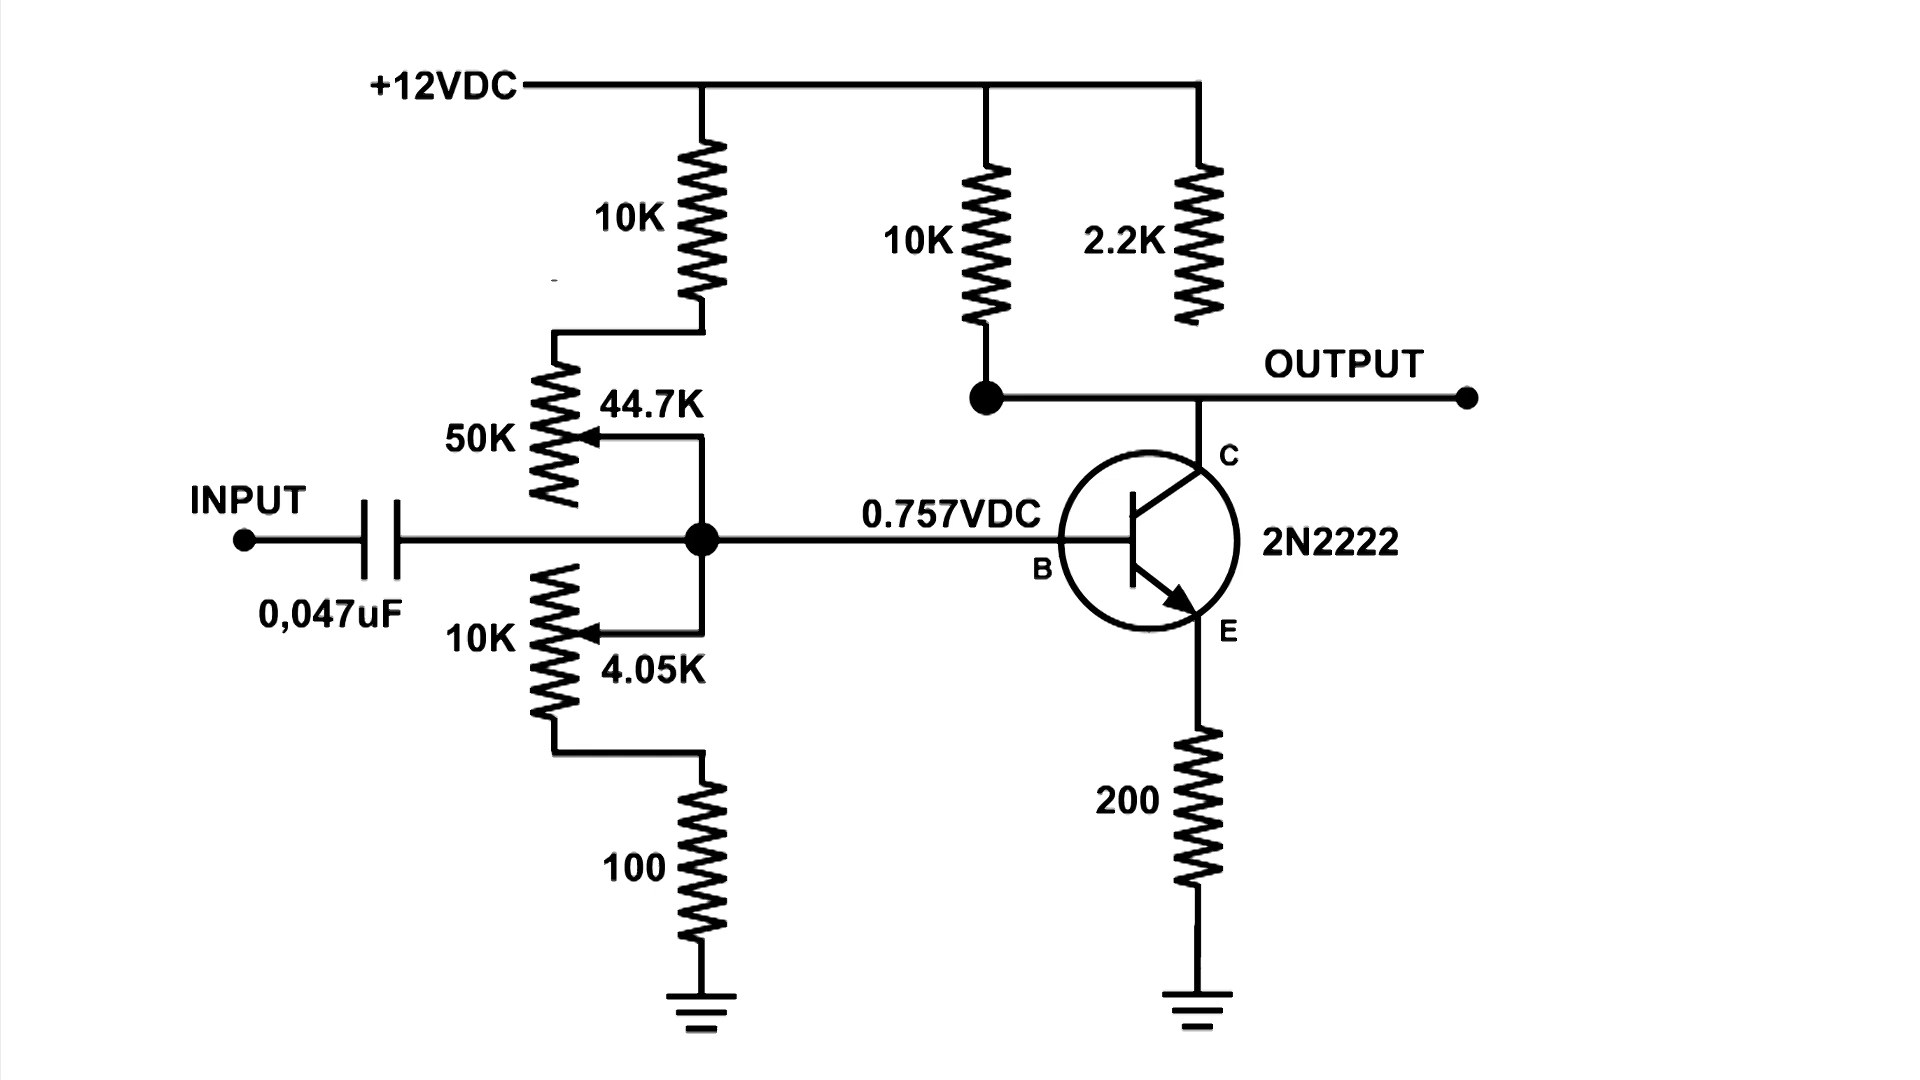 +12VDC
10K
10K
2.2K
OUTPUT
44.7K
50K
C
INPUT
0.757VDC
2N2222
B
0,047uF
10K
E
4.05K
200
100